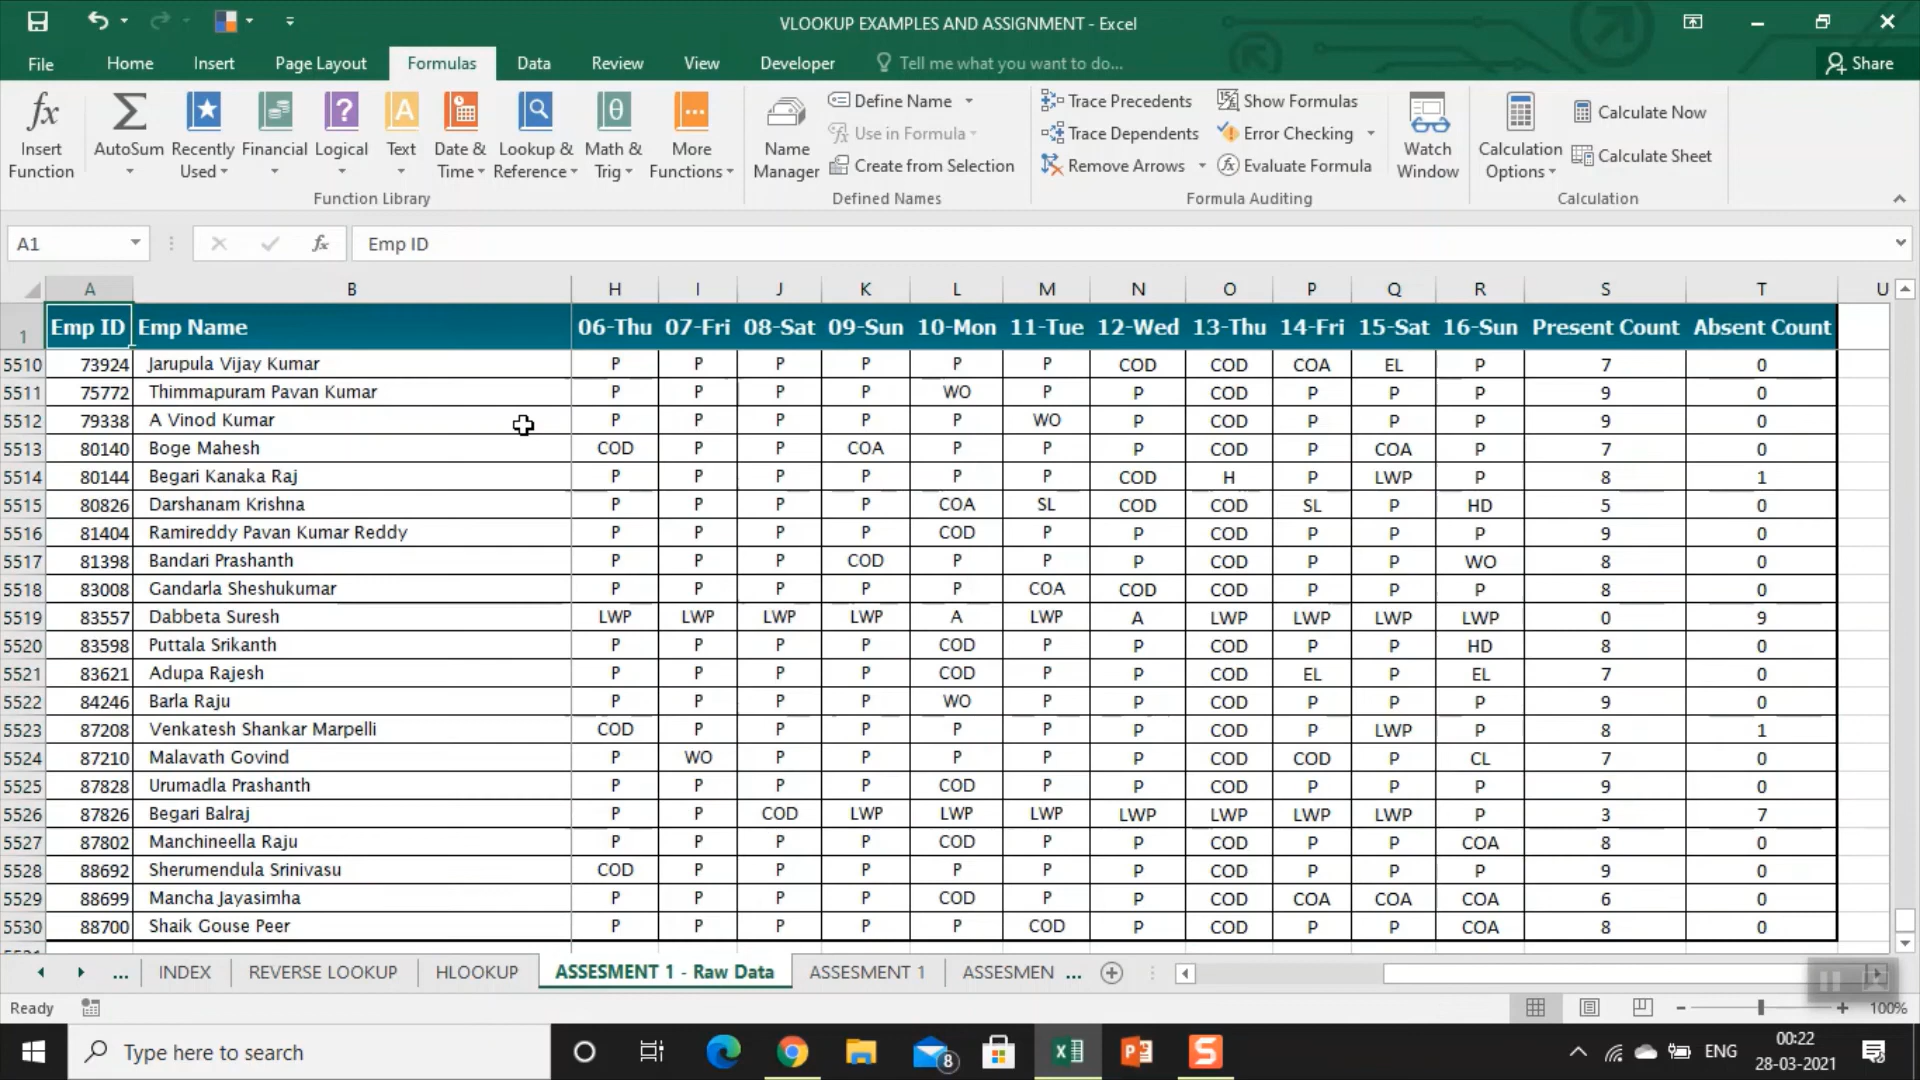 VLOOKUP EXAMPLES AND ASSIGNMENT - Excel
File Home Insert Page Layout Formulas Data Review View Developer Tell me what you want to do... Share
Insert Function
AutoSum
Recently Used
Financial
Logical
Text
Date & Time
Lookup & Reference
Math & Trig
More Functions
Function Library
Name Manager
Define Name
Use in Formula
Create from Selection
Defined Names
Trace Precedents
Trace Dependents
Remove Arrows
Show Formulas
Error Checking
Evaluate Formula
Formula Auditing
Watch Window
Calculation Options
Calculate Now
Calculate Sheet
Calculation
A1 fx Emp ID
A B H I J K L M N O P Q R S T U
1 Emp ID Emp Name 06-Thu 07-Fri 08-Sat 09-Sun 10-Mon 11-Tue 12-Wed 13-Thu 14-Fri 15-Sat 16-Sun Present Count Absent Count
5510 73924 Jarupula Vijay Kumar P P P P P P COD COD COA EL P 7 0
5511 75772 Thimmapuram Pavan Kumar P P P P WO P P COD P P P 9 0
5512 79338 A Vinod Kumar P P P P P WO P COD P P P 9 0
5513 80140 Boge Mahesh COD P P COA P P P COD P COA P 7 0
5514 80144 Begari Kanaka Raj P P P P P P COD H P LWP P 8 1
5515 80826 Darshanam Krishna P P P P COA SL COD COD SL P HD 5 0
5516 81404 Ramireddy Pavan Kumar Reddy P P P P COD P P COD P P P 9 0
5517 81398 Bandari Prashanth P P P COD P P P COD P P WO 8 0
5518 83008 Gandarla Sheshukumar P P P P P COA COD COD P P P 8 0
5519 83557 Dabbeta Suresh LWP LWP LWP LWP A LWP A LWP LWP LWP LWP 0 9
5520 83598 Puttala Srikanth P P P P COD P P COD P P HD 8 0
5521 83621 Adupa Rajesh P P P P COD P P COD EL P EL 7 0
5522 84246 Barla Raju P P P P WO P P COD P P P 9 0
5523 87208 Venkatesh Shankar Marpelli COD P P P P P P COD P LWP P 8 1
5524 87210 Malavath Govind P WO P P P P P COD COD P CL 7 0
5525 87828 Urumadla Prashanth P P P P COD P P COD P P P 9 0
5526 87826 Begari Balraj P P COD LWP LWP LWP LWP LWP LWP LWP P 3 7
5527 87802 Manchineella Raju P P P P COD P P COD P P COA 8 0
5528 88692 Sherumendula Srinivasu COD P P P P P P COD P P P 9 0
5529 88699 Mancha Jayasimha P P P P COD P P COD COA COA COA 6 0
5530 88700 Shaik Gouse Peer P P P P P COD P COD P P COA 8 0
... INDEX REVERSE LOOKUP HLOOKUP ASSESMENT 1 - Raw Data ASSESMENT 1 ASSESMEN ...
Ready 100%
Type here to search 8 ENG 00:22
28-03-2021